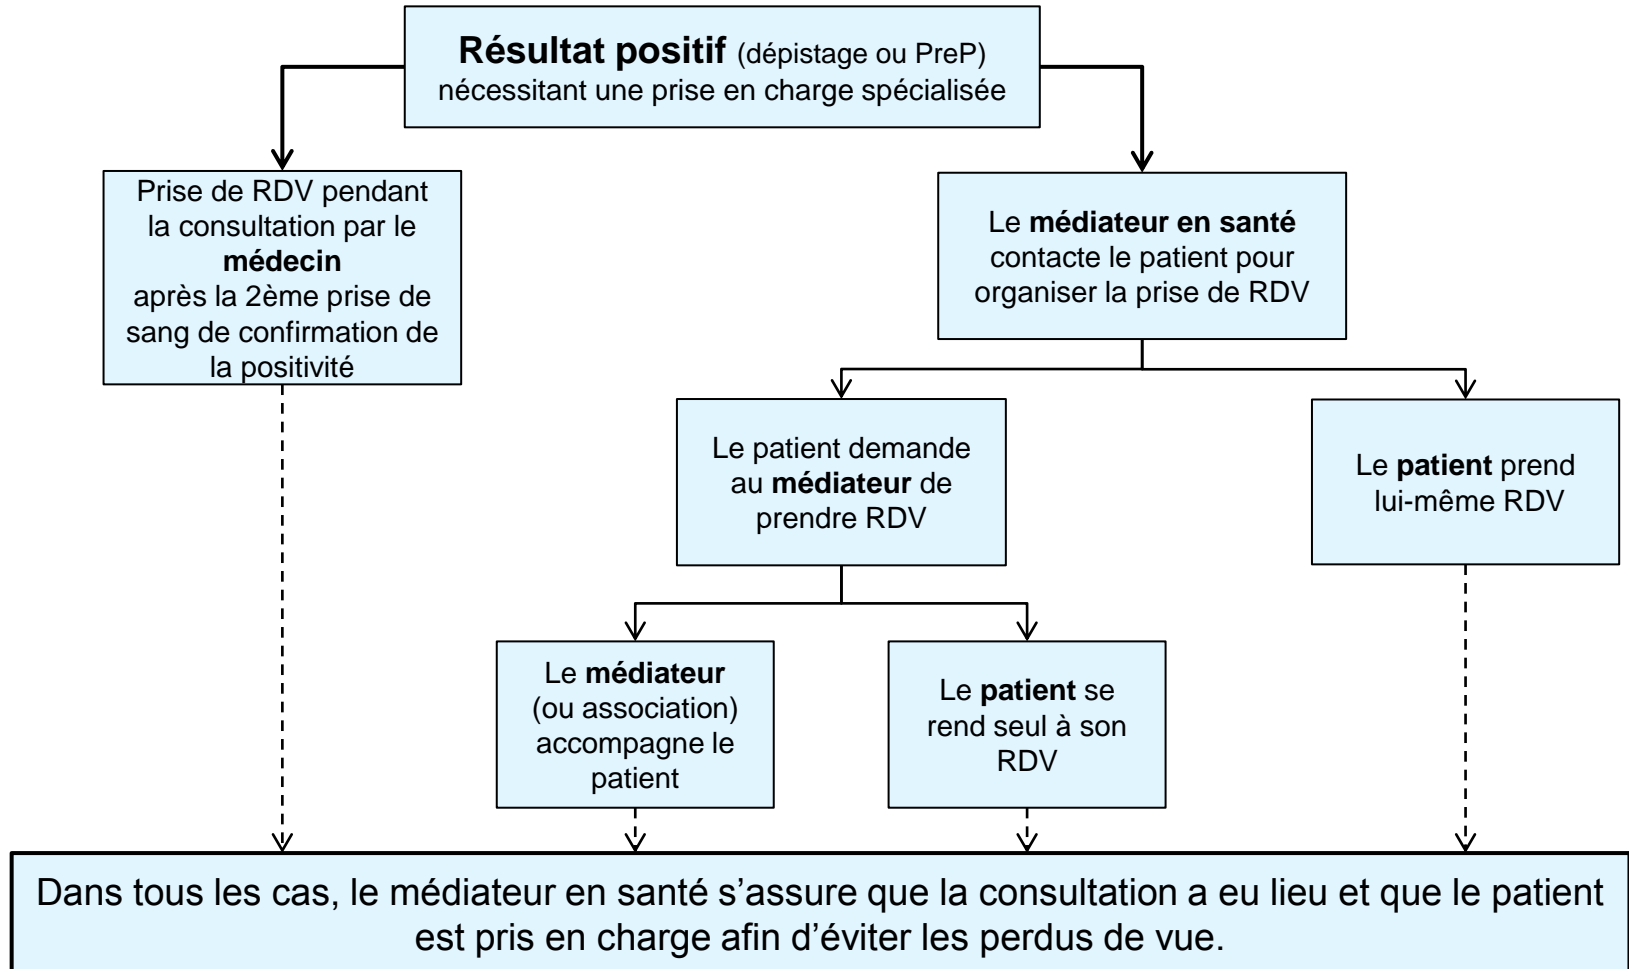 Résultat positif (dépistage ou PreP)
nécessitant une prise en charge spécialisée
Prise de RDV pendant
la consultation par le
médecin
après la 2ème prise de
sang de confirmation de
la positivité
Le médiateur en santé
contacte le patient pour
organiser la prise de RDV
Le patient demande
au médiateur de
prendre RDV
Le patient prend
lui-même RDV
Le médiateur
(ou association)
accompagne le
patient
Le patient se
rend seul à son
RDV
Dans tous les cas, le médiateur en santé s’assure que la consultation a eu lieu et que le patient
est pris en charge afin d’éviter les perdus de vue.